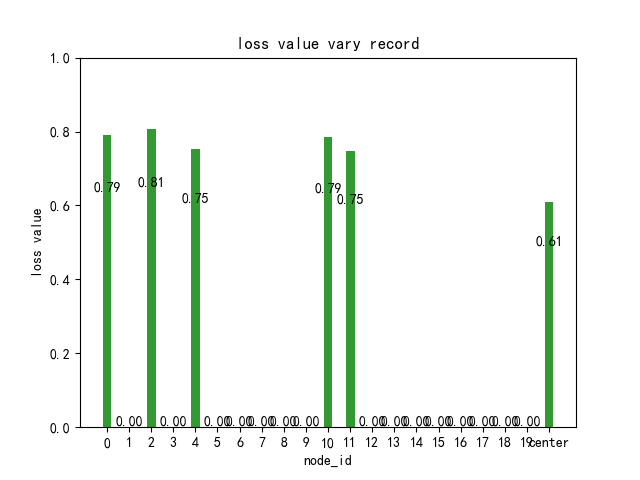 loss value vary record
1.0
0.8
0.6
0.4
0.2
0.0
loss value
0.79 0.00 0.81 0.00 0.75 0.00 0.00 0.00 0.00 0.00 0.79 0.75 0.00 0.00 0.00 0.00 0.00 0.00 0.00 0.00 0.61
0 1 2 3 4 5 6 7 8 9 10 11 12 13 14 15 16 17 18 19 center
node_id